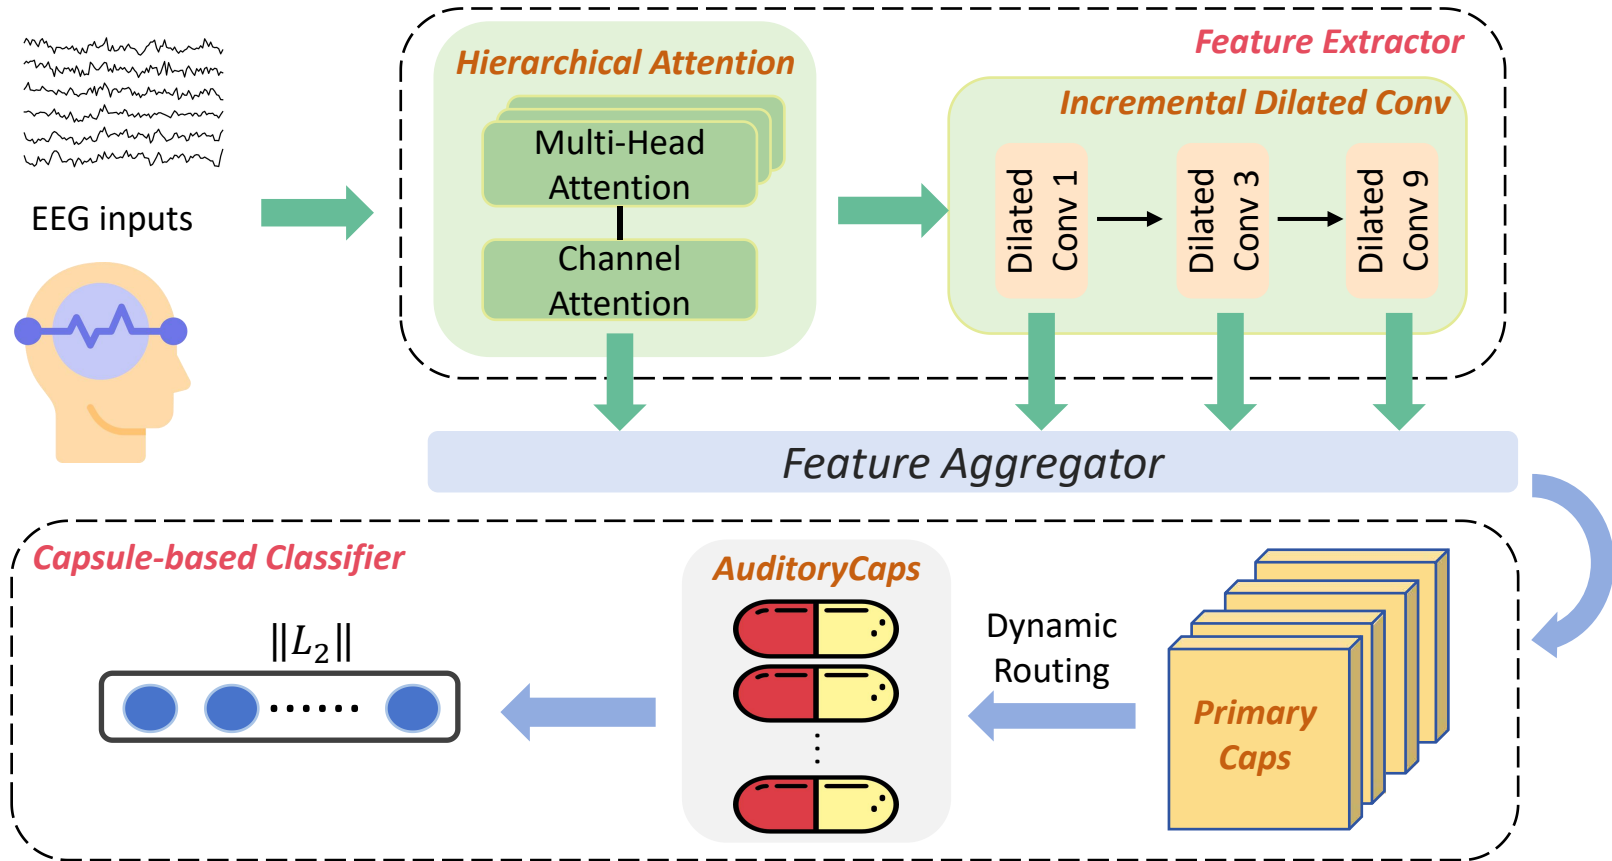 EEG inputs
Feature Extractor
Hierarchical Attention
Multi-Head
Attention
Channel
Attention
Incremental Dilated Conv
Dilated
Conv 1
Dilated
Conv 3
Dilated
Conv 9
Feature Aggregator
Capsule-based Classifier
‖L₂‖
......
AuditoryCaps
Dynamic
Routing
Primary
Caps